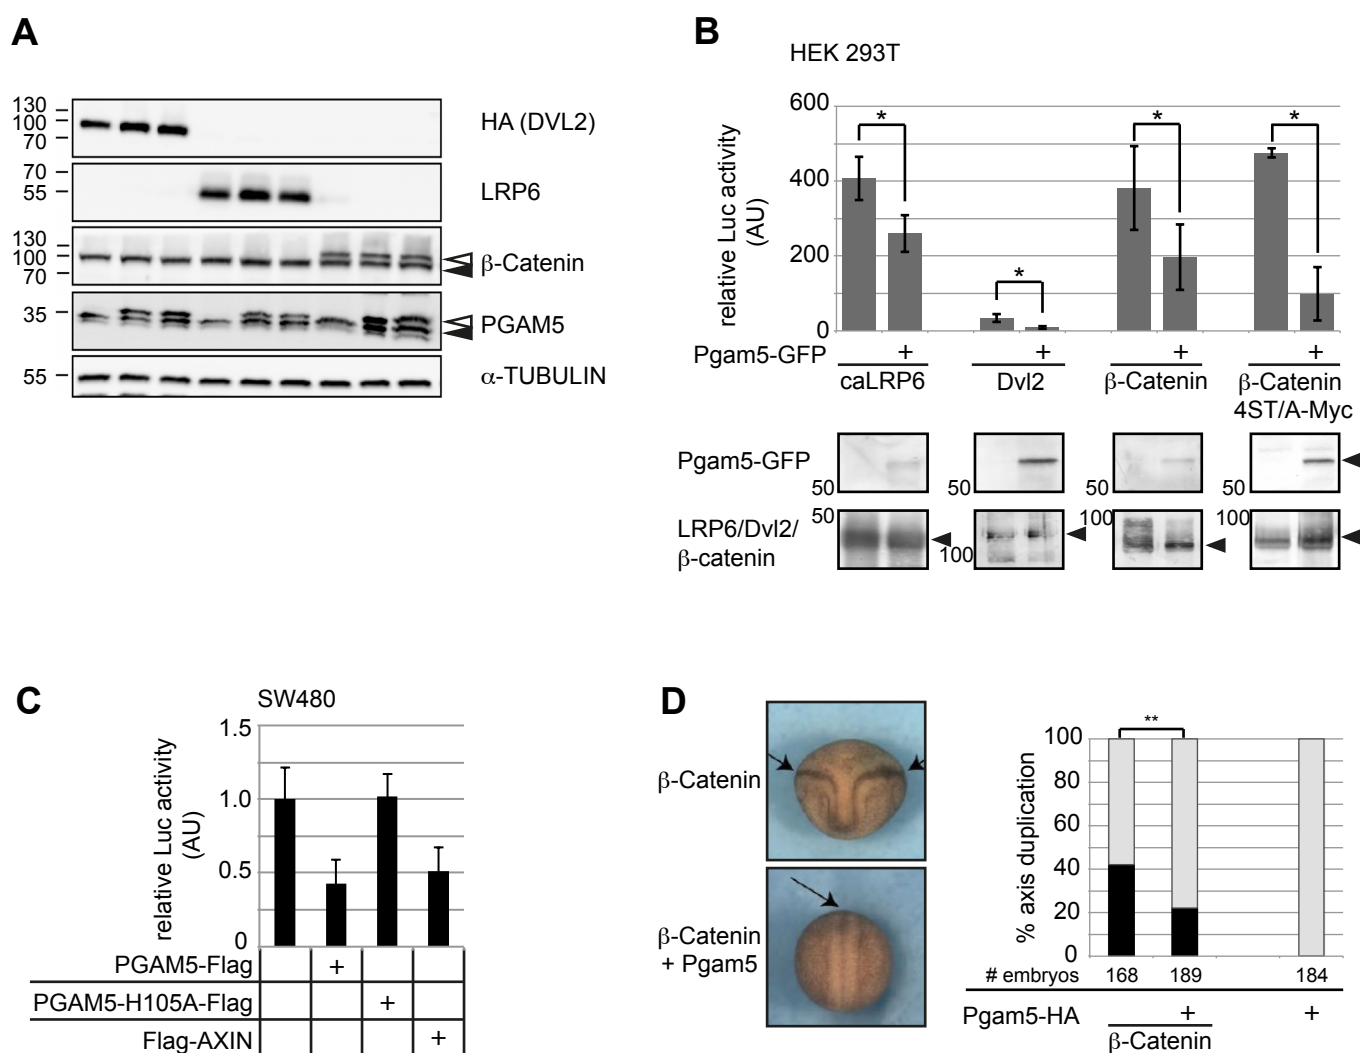 A
130
100
70
HA (DVL2)
70
55
LRP6
130
100
70
β-Catenin
35
PGAM5
55
α-TUBULIN
B
HEK 293T
relative Luc activity
(AU)
600
400
200
0
* * * *
Pgam5-GFP + + + +
caLRP6 Dvl2 β-Catenin β-Catenin
4ST/A-Myc
Pgam5-GFP
50 50 50 50
LRP6/Dvl2/
β-catenin
50 100 100 100
C
SW480
relative Luc activity
(AU)
1.5
1.0
0.5
0
PGAM5-Flag +
PGAM5-H105A-Flag +
Flag-AXIN +
D
β-Catenin
β-Catenin
+ Pgam5
**
% axis duplication
100
80
60
40
20
0
# embryos 168 189 184
Pgam5-HA + +
β-Catenin